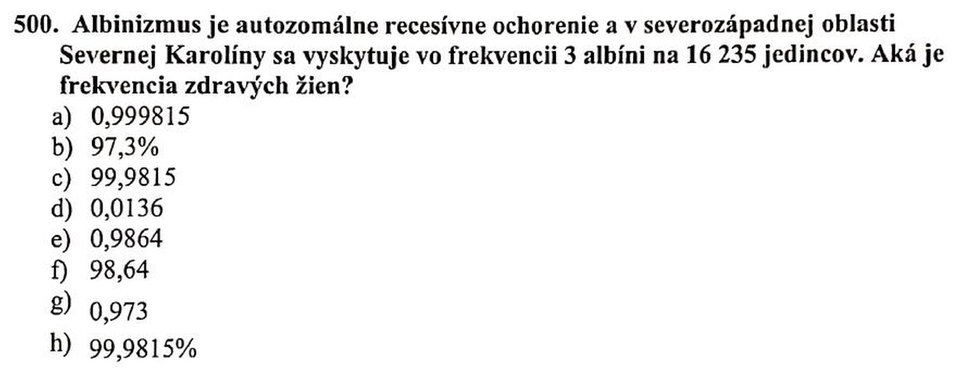 500. Albinizmus je autozomálne recesívne ochorenie a v severozápadnej oblasti
Severnej Karolíny sa vyskytuje vo frekvencii 3 albíni na 16 235 jedincov. Aká je
frekvencia zdravých žien?
a) 0,999815
b) 97,3%
c) 99,9815
d) 0,0136
e) 0,9864
f) 98,64
g) 0,973
h) 99,9815%